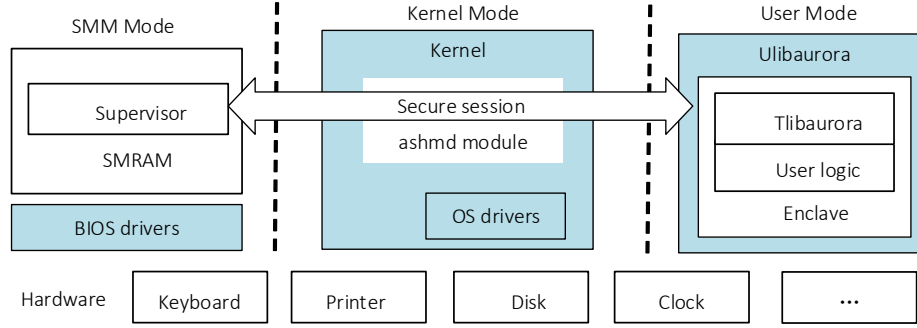 SMM Mode
Kernel Mode
User Mode
Kernel
Ulibaurora
Supervisor
Secure session
Tlibaurora
SMRAM
ashmd module
User logic
OS drivers
Enclave
BIOS drivers
Hardware
Keyboard
Printer
Disk
Clock
...